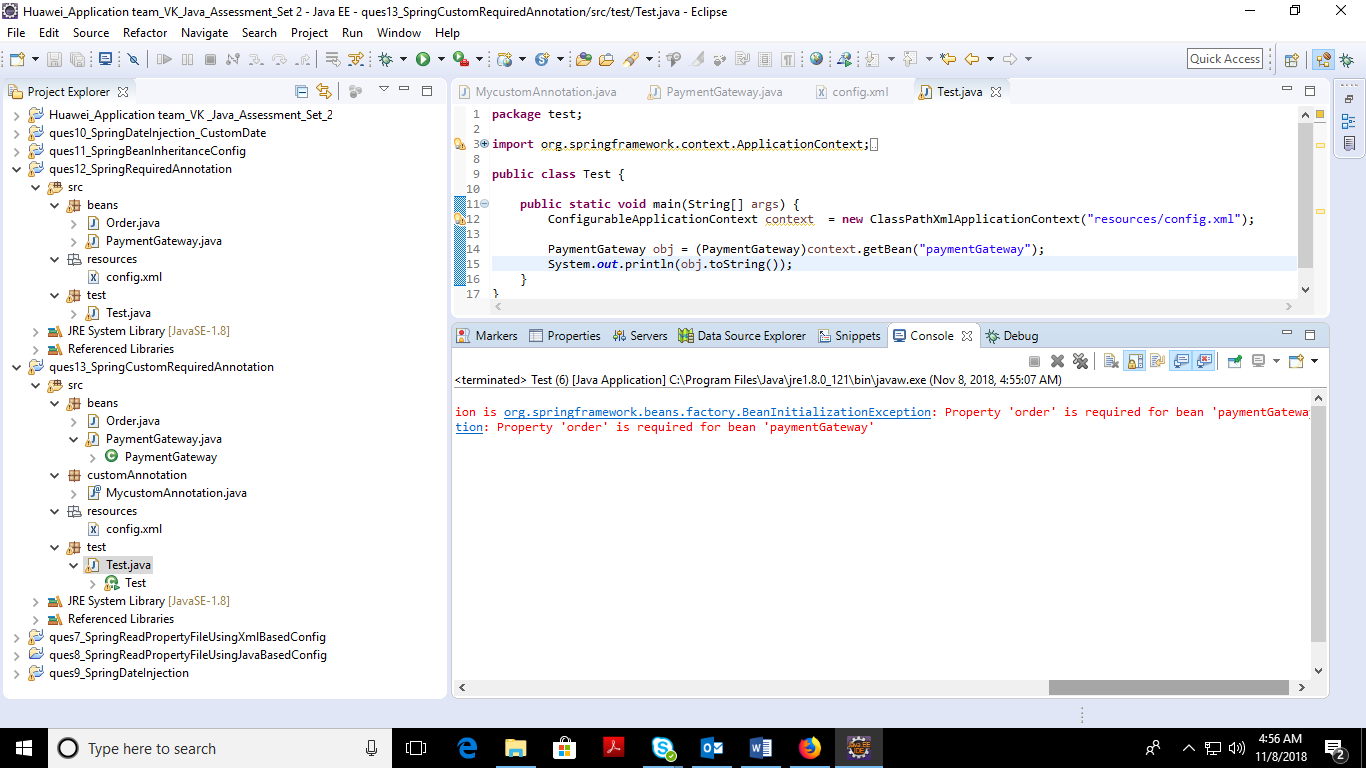 Huawei_Application team_VK_Java_Assessment_Set 2 - Java EE - ques13_SpringCustomRequiredAnnotation/src/test/Test.java - Eclipse
File Edit Source Refactor Navigate Search Project Run Window Help
Quick Access
Project Explorer
Huawei_Application team_VK _Java_Assessment_Set_2
ques10_SpringDateInjection_CustomDate
ques11_SpringBeanInheritanceConfig
ques12_SpringRequiredAnnotation
src
beans
Order.java
PaymentGateway.java
resources
config.xml
test
Test.java
JRE System Library [JavaSE-1.8]
Referenced Libraries
ques13_SpringCustomRequiredAnnotation
src
beans
Order.java
PaymentGateway.java
PaymentGateway
customAnnotation
MycustomAnnotation.java
resources
config.xml
test
Test.java
Test
JRE System Library [JavaSE-1.8]
Referenced Libraries
ques7_SpringReadPropertyFileUsingXmlBasedConfig
ques8_SpringReadPropertyFileUsingJavaBasedConfig
ques9_SpringDateInjection
MycustomAnnotation.java PaymentGateway.java config.xml Test.java
1 package test;
2
3 import org.springframework.context.ApplicationContext;
8
9 public class Test {
10
11 public static void main(String[] args) {
12 ConfigurableApplicationContext context = new ClassPathXmlApplicationContext("resources/config.xml");
13
14 PaymentGateway obj = (PaymentGateway)context.getBean("paymentGateway");
15 System.out.println(obj.toString());
16 }
17 }
Markers Properties Servers Data Source Explorer Snippets Console Debug
<terminated> Test (6) [Java Application] C:\Program Files\Java\jre1.8.0_121\bin\javaw.exe (Nov 8, 2018, 4:55:07 AM)
ion is org.springframework.beans.factory.BeanInitializationException: Property 'order' is required for bean 'paymentGateway
tion: Property 'order' is required for bean 'paymentGateway'
Type here to search
4:56 AM
11/8/2018
2